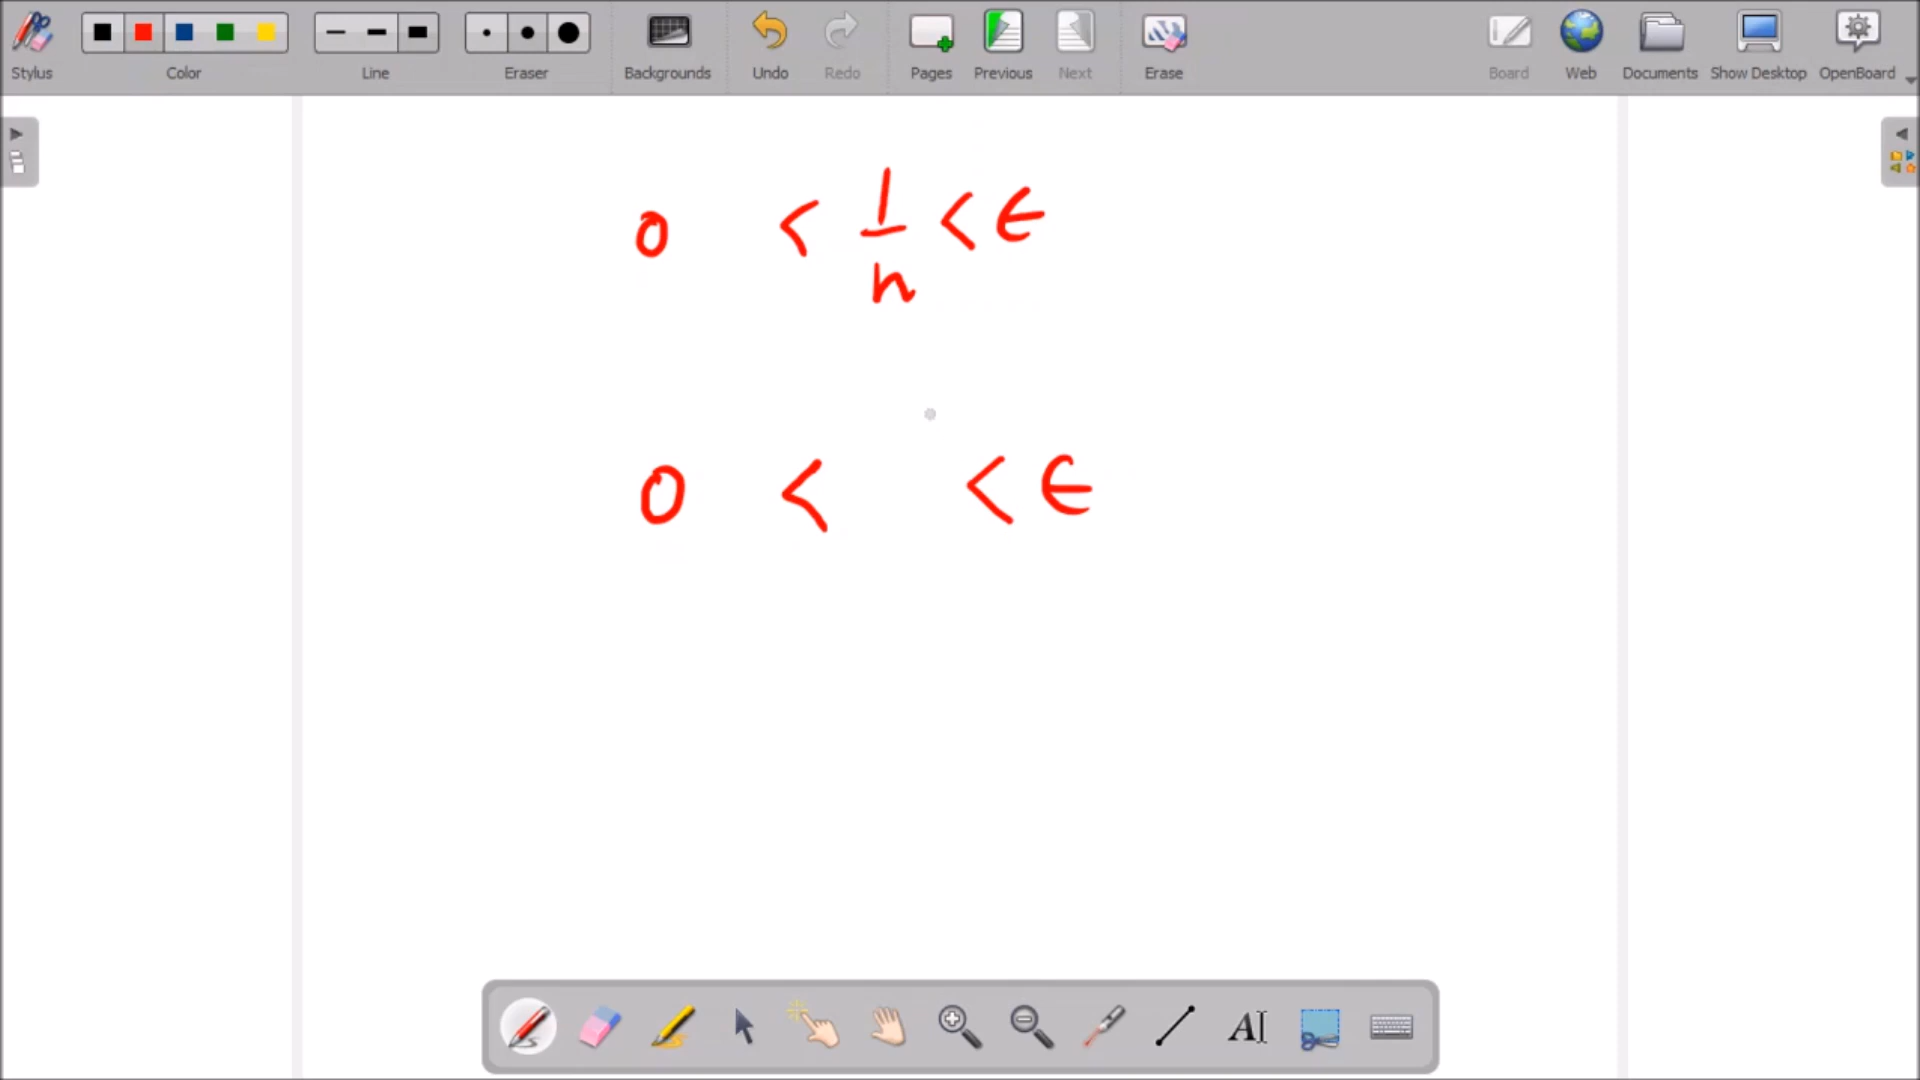 Stylus Color Line Eraser Backgrounds Undo Redo Pages Previous Next Erase Board Web Documents Show Desktop OpenBoard
0 < 1/n < ϵ
0 < < ϵ
AI